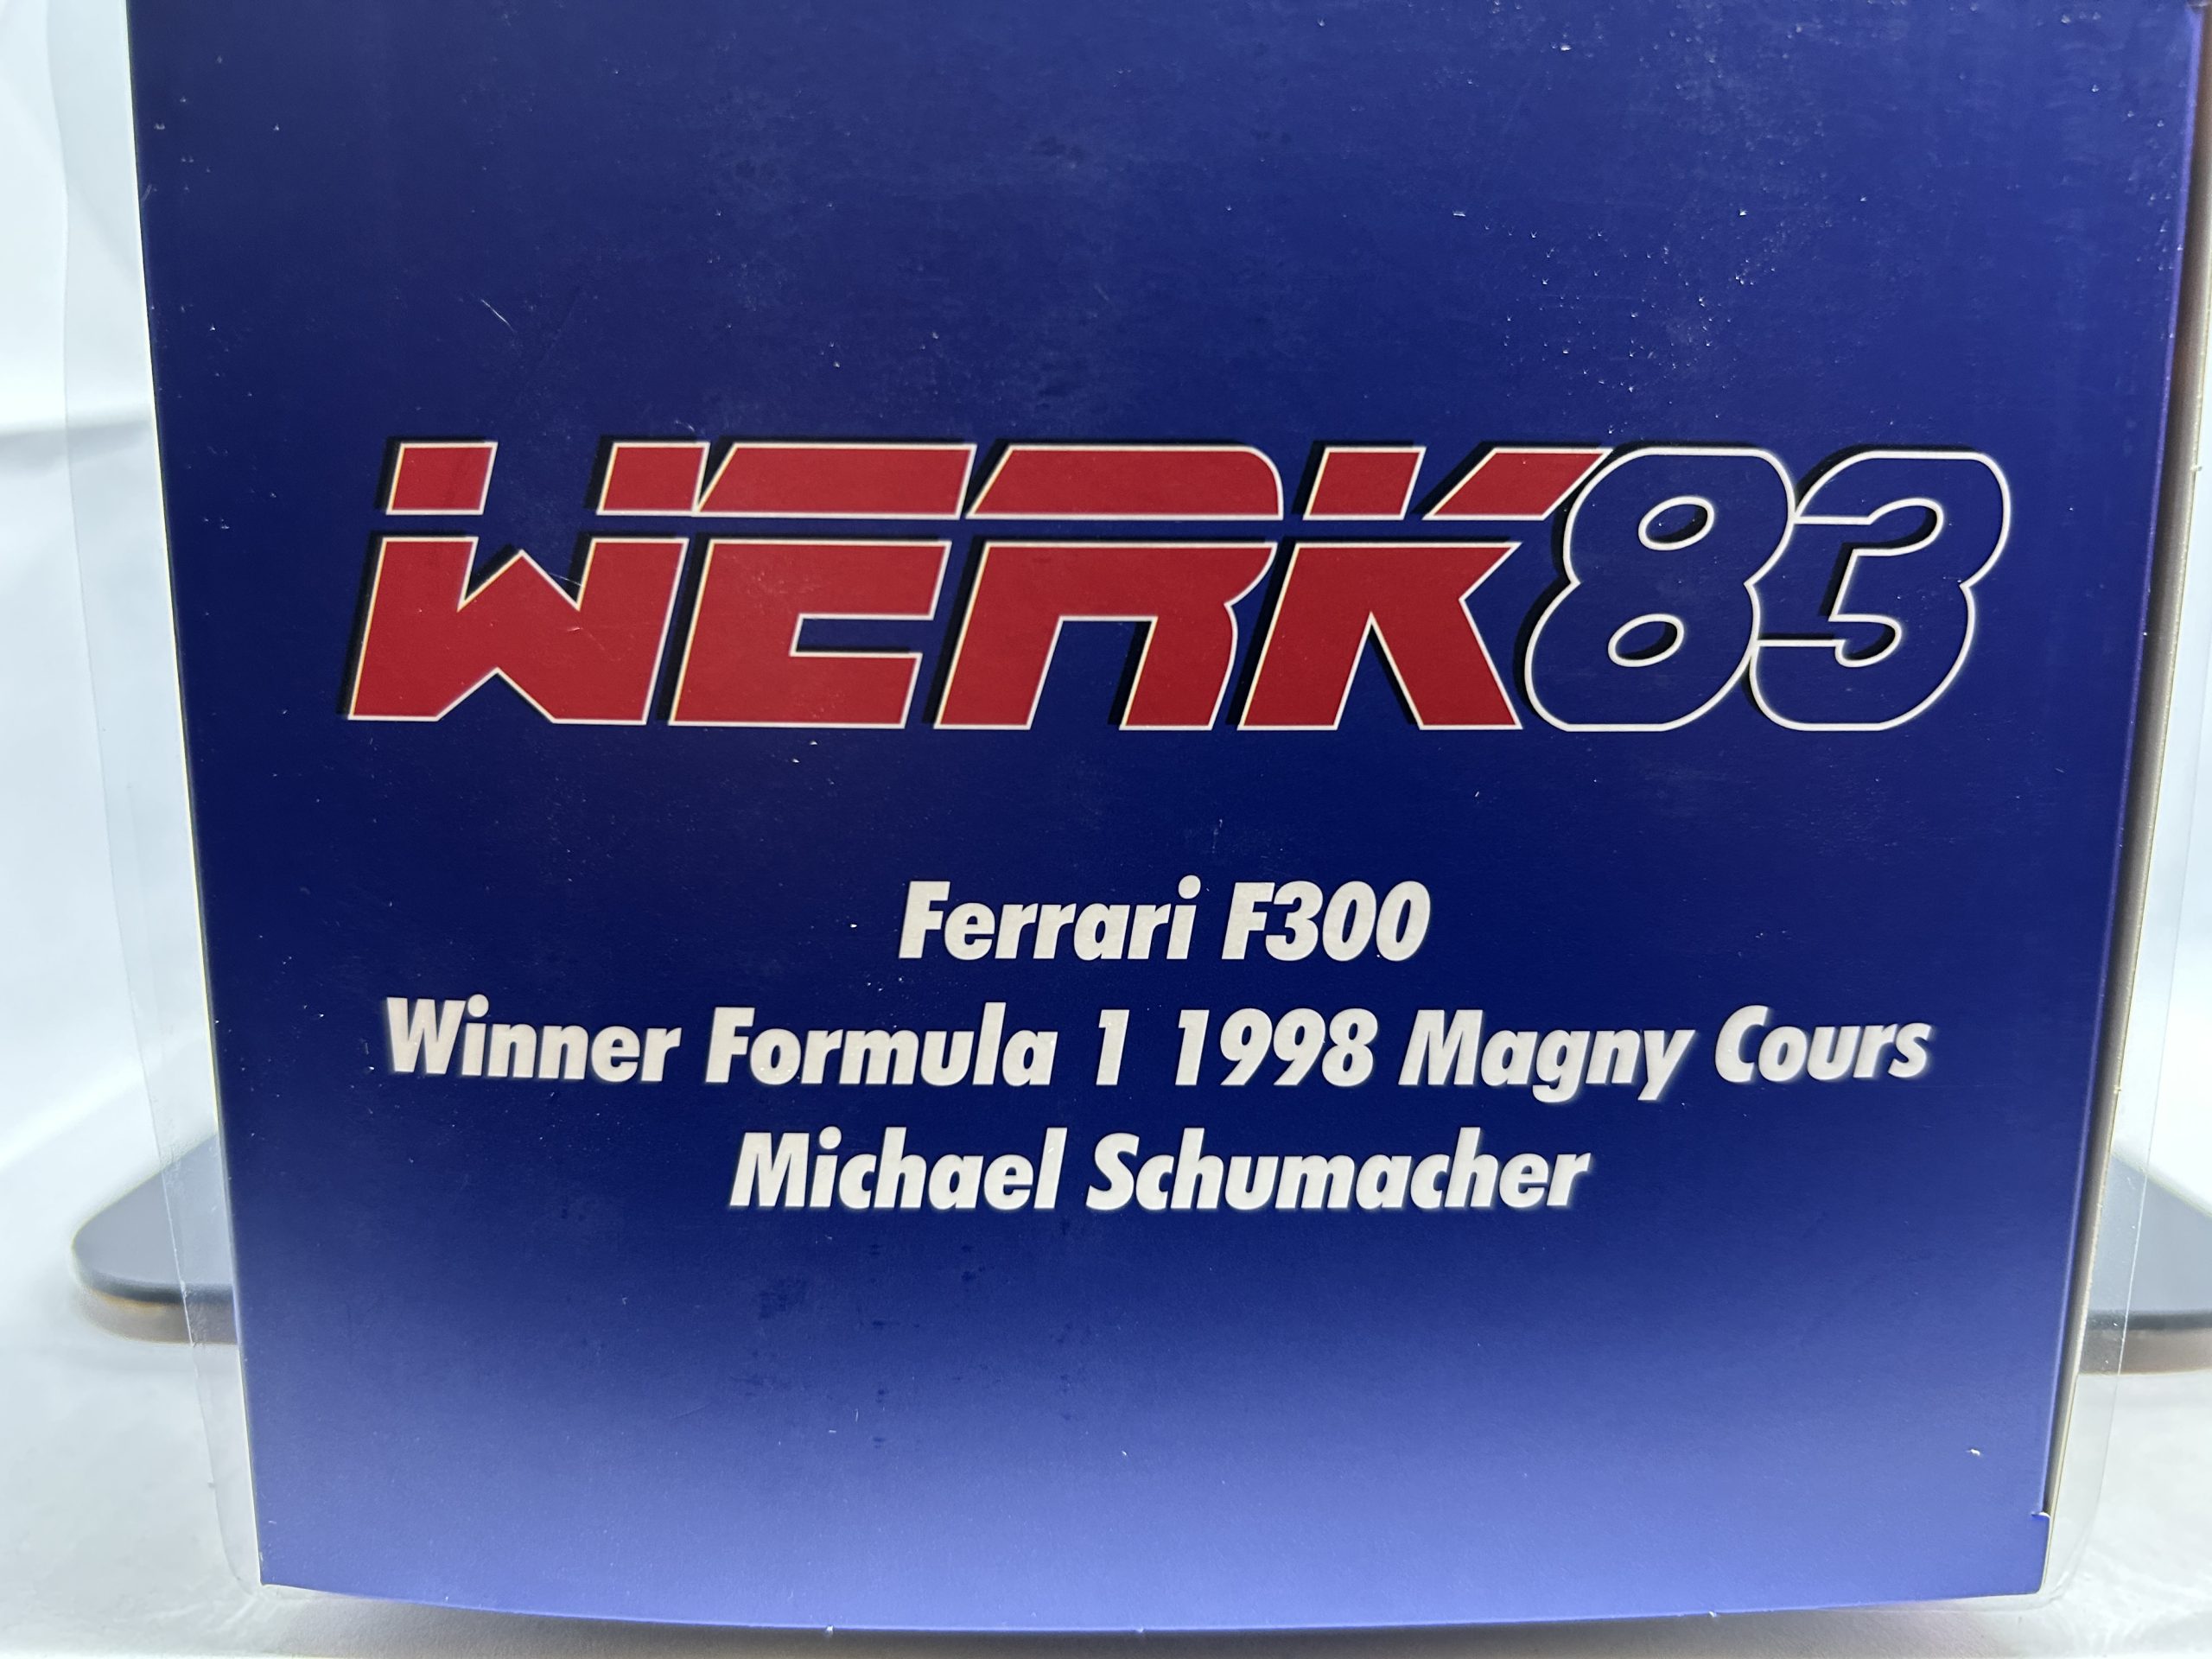 WERK83
Ferrari F300
Winner Formula 1 1998 Magny Cours
Michael Schumacher